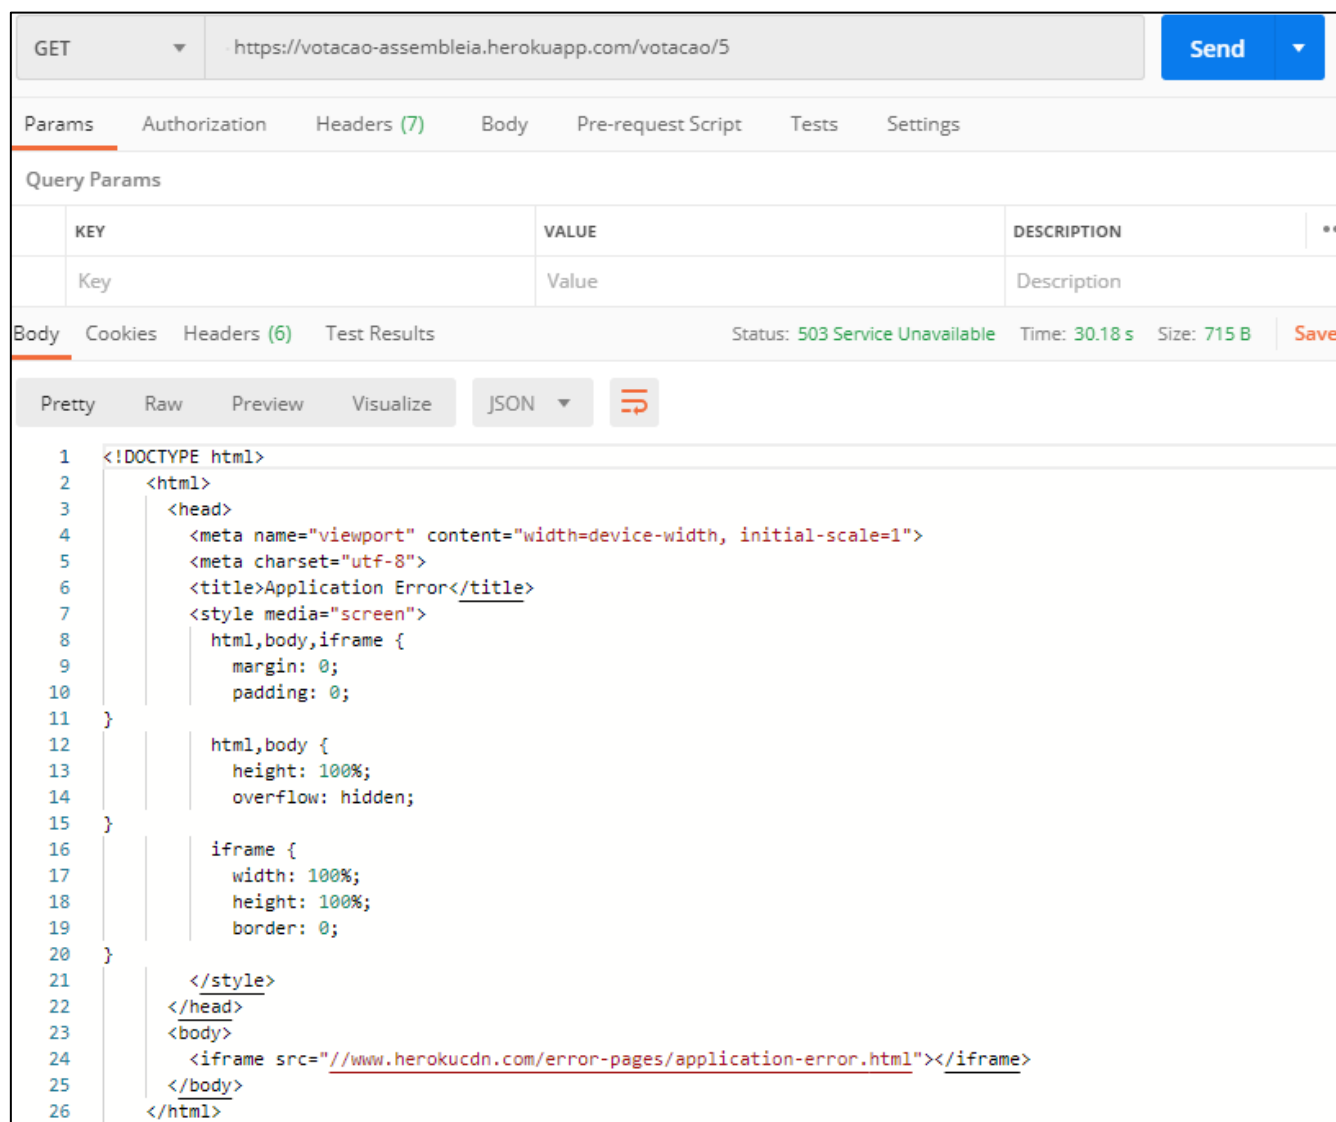 GET https://votacao-assembleia.herokuapp.com/votacao/5 Send
Params Authorization Headers (7) Body Pre-request Script Tests Settings
Query Params
KEY VALUE DESCRIPTION
Key Value Description
Body Cookies Headers (6) Test Results Status: 503 Service Unavailable Time: 30.18 s Size: 715 B Save
Pretty Raw Preview Visualize JSON
1 <!DOCTYPE html>
2 <html>
3 <head>
4 <meta name="viewport" content="width=device-width, initial-scale=1">
5 <meta charset="utf-8">
6 <title>Application Error</title>
7 <style media="screen">
8 html,body,iframe {
9 margin: 0;
10 padding: 0;
11 }
12 html,body {
13 height: 100%;
14 overflow: hidden;
15 }
16 iframe {
17 width: 100%;
18 height: 100%;
19 border: 0;
20 }
21 </style>
22 </head>
23 <body>
24 <iframe src="//www.herokucdn.com/error-pages/application-error.html"></iframe>
25 </body>
26 </html>